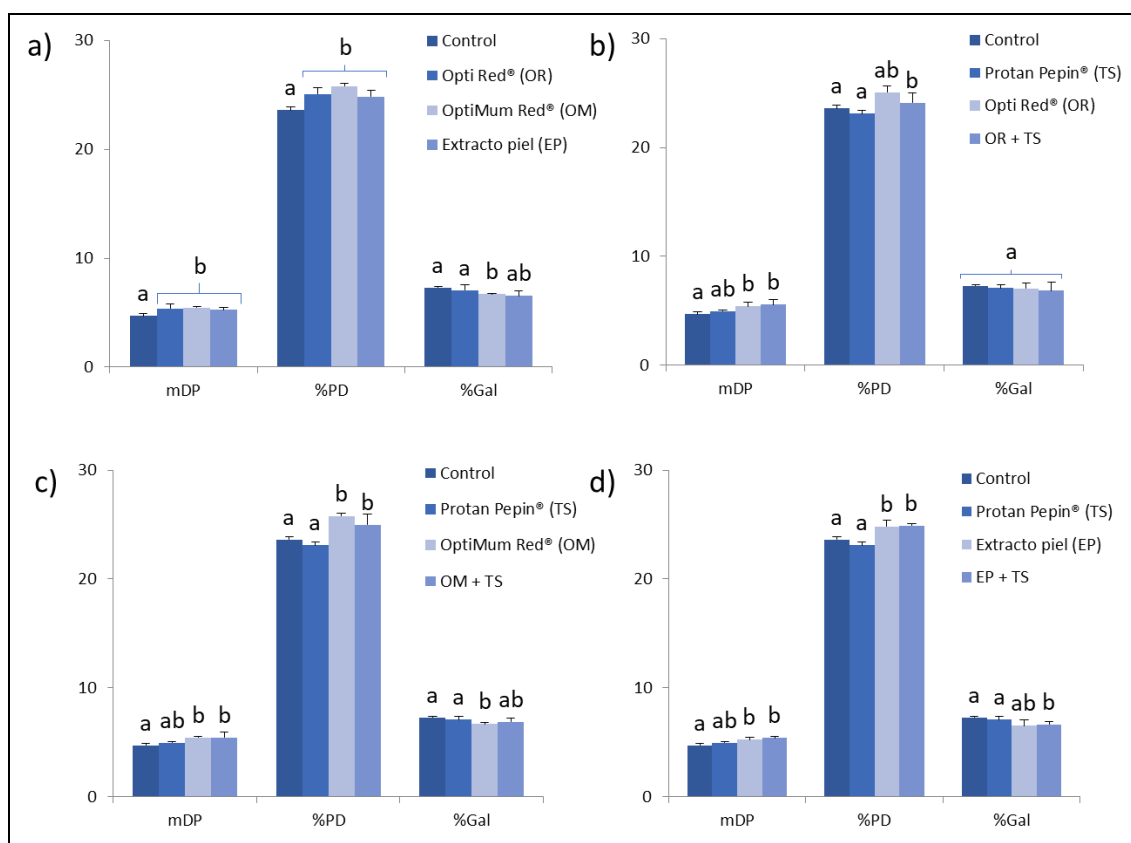 a)
30
20
10
0
a
b
a
b
a
a
b
ab
mDP
%PD
%Gal
Control
Opti Red® (OR)
OptiMum Red® (OM)
Extracto piel (EP)
b)
30
20
10
0
a
ab
b
b
a
a
ab
b
a
mDP
%PD
%Gal
Control
Protan Pepin® (TS)
Opti Red® (OR)
OR + TS
c)
30
20
10
0
a
ab
b
b
a
a
b
b
a
a
b
ab
mDP
%PD
%Gal
Control
Protan Pepin® (TS)
OptiMum Red® (OM)
OM + TS
d)
30
20
10
0
a
ab
b
b
a
a
b
b
a
a
ab
b
mDP
%PD
%Gal
Control
Protan Pepin® (TS)
Extracto piel (EP)
EP + TS